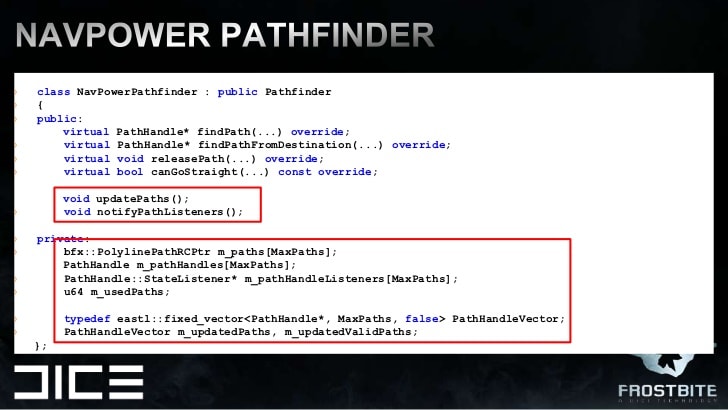 NAVPOWER PATHFINDER
class NavPowerPathfinder : public Pathfinder
{
public:
virtual PathHandle* findPath(...) override;
virtual PathHandle* findPathFromDestination(...) override;
virtual void releasePath(...) override;
virtual bool canGoStraight(...) const override;
void updatePaths();
void notifyPathListeners();
private:
bfx::PolylinePathRCPtr m_paths[MaxPaths];
PathHandle m_pathHandles[MaxPaths];
PathHandle::StateListener* m_pathHandleListeners[MaxPaths];
u64 m_usedPaths;
typedef eastl::fixed_vector<PathHandle*, MaxPaths, false> PathHandleVector;
PathHandleVector m_updatedPaths, m_updatedValidPaths;
};
DICE
FROSTBITE
A DICE TECHNOLOGY